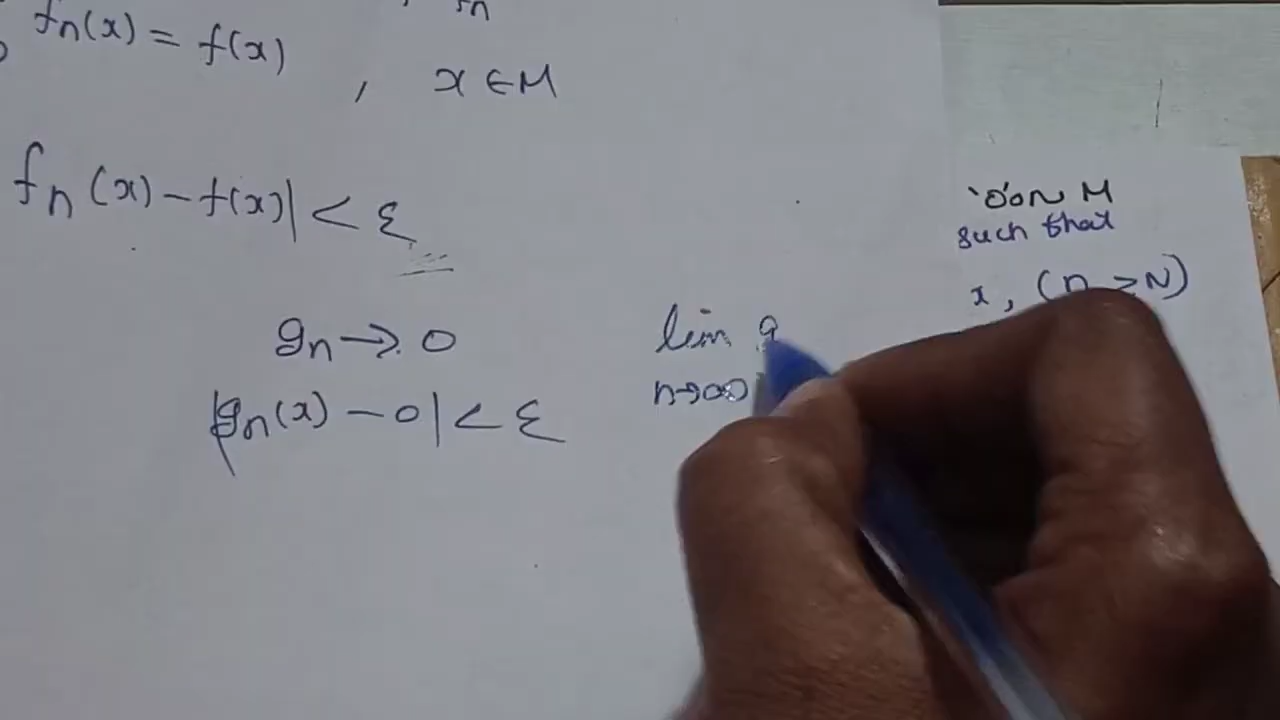 fn(x) = f(x)
, x ∈ M
fn(x) − f(x)| < ε
gn → 0
|gn(x) − 0| < ε
lim g
n→∞
on M
such that
x, (n > N)